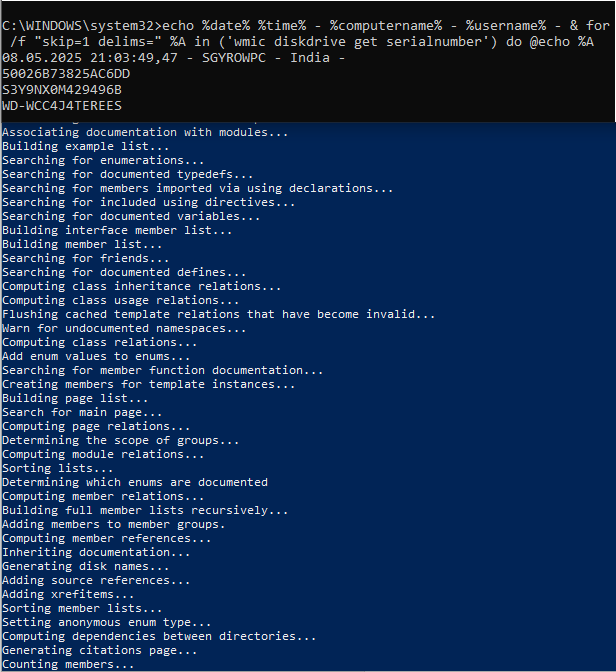 C:\WINDOWS\system32>echo %date% %time% - %computername% - %username% - & for
/f "skip=1 delims=" %A in ('wmic diskdrive get serialnumber') do @echo %A
08.05.2025 21:03:49,47 - SGYROWPC - India -
50026B73825AC6DD
S3Y9NX0M429496B
WD-WCC4J4TEREES
Associating documentation with modules...
Building example list...
Searching for enumerations...
Searching for documented typedefs...
Searching for members imported via using declarations...
Searching for included using directives...
Searching for documented variables...
Building interface member list...
Building member list...
Searching for friends...
Searching for documented defines...
Computing class inheritance relations...
Computing class usage relations...
Flushing cached template relations that have become invalid...
Warn for undocumented namespaces...
Computing class relations...
Add enum values to enums...
Searching for member function documentation...
Creating members for template instances...
Building page list...
Search for main page...
Computing page relations...
Determining the scope of groups...
Computing module relations...
Sorting lists...
Determining which enums are documented
Computing member relations...
Building full member lists recursively...
Adding members to member groups.
Computing member references...
Inheriting documentation...
Generating disk names...
Adding source references...
Adding xrefitems...
Sorting member lists...
Setting anonymous enum type...
Computing dependencies between directories...
Generating citations page...
Counting members...